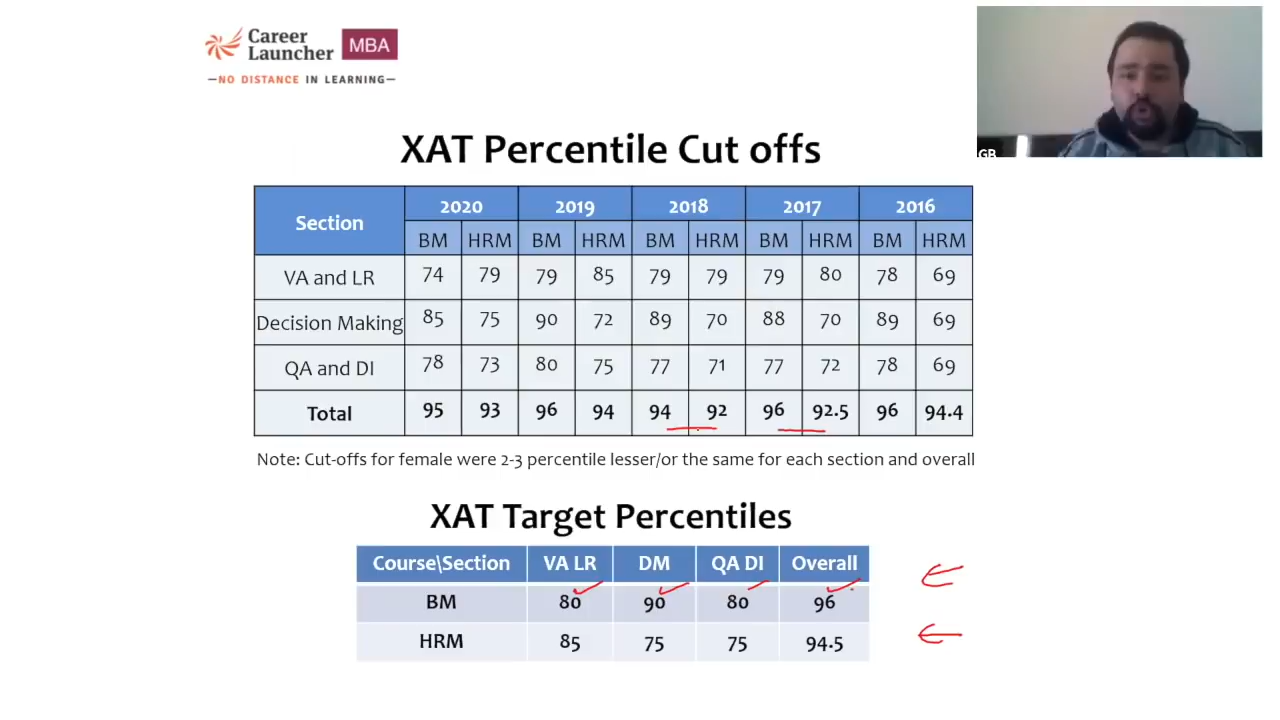 Career
Launcher
MBA
—NO DISTANCE IN LEARNING—
GB
XAT Percentile Cut offs
Section 2020 2019 2018 2017 2016
BM HRM BM HRM BM HRM BM HRM BM HRM
VA and LR 74 79 79 85 79 79 79 80 78 69
Decision Making 85 75 90 72 89 70 88 70 89 69
QA and DI 78 73 80 75 77 71 77 72 78 69
Total 95 93 96 94 94 92 96 92.5 96 94.4
Note: Cut-offs for female were 2-3 percentile lesser/or the same for each section and overall
XAT Target Percentiles
Course\Section VA LR DM QA DI Overall
BM 80 90 80 96
HRM 85 75 75 94.5